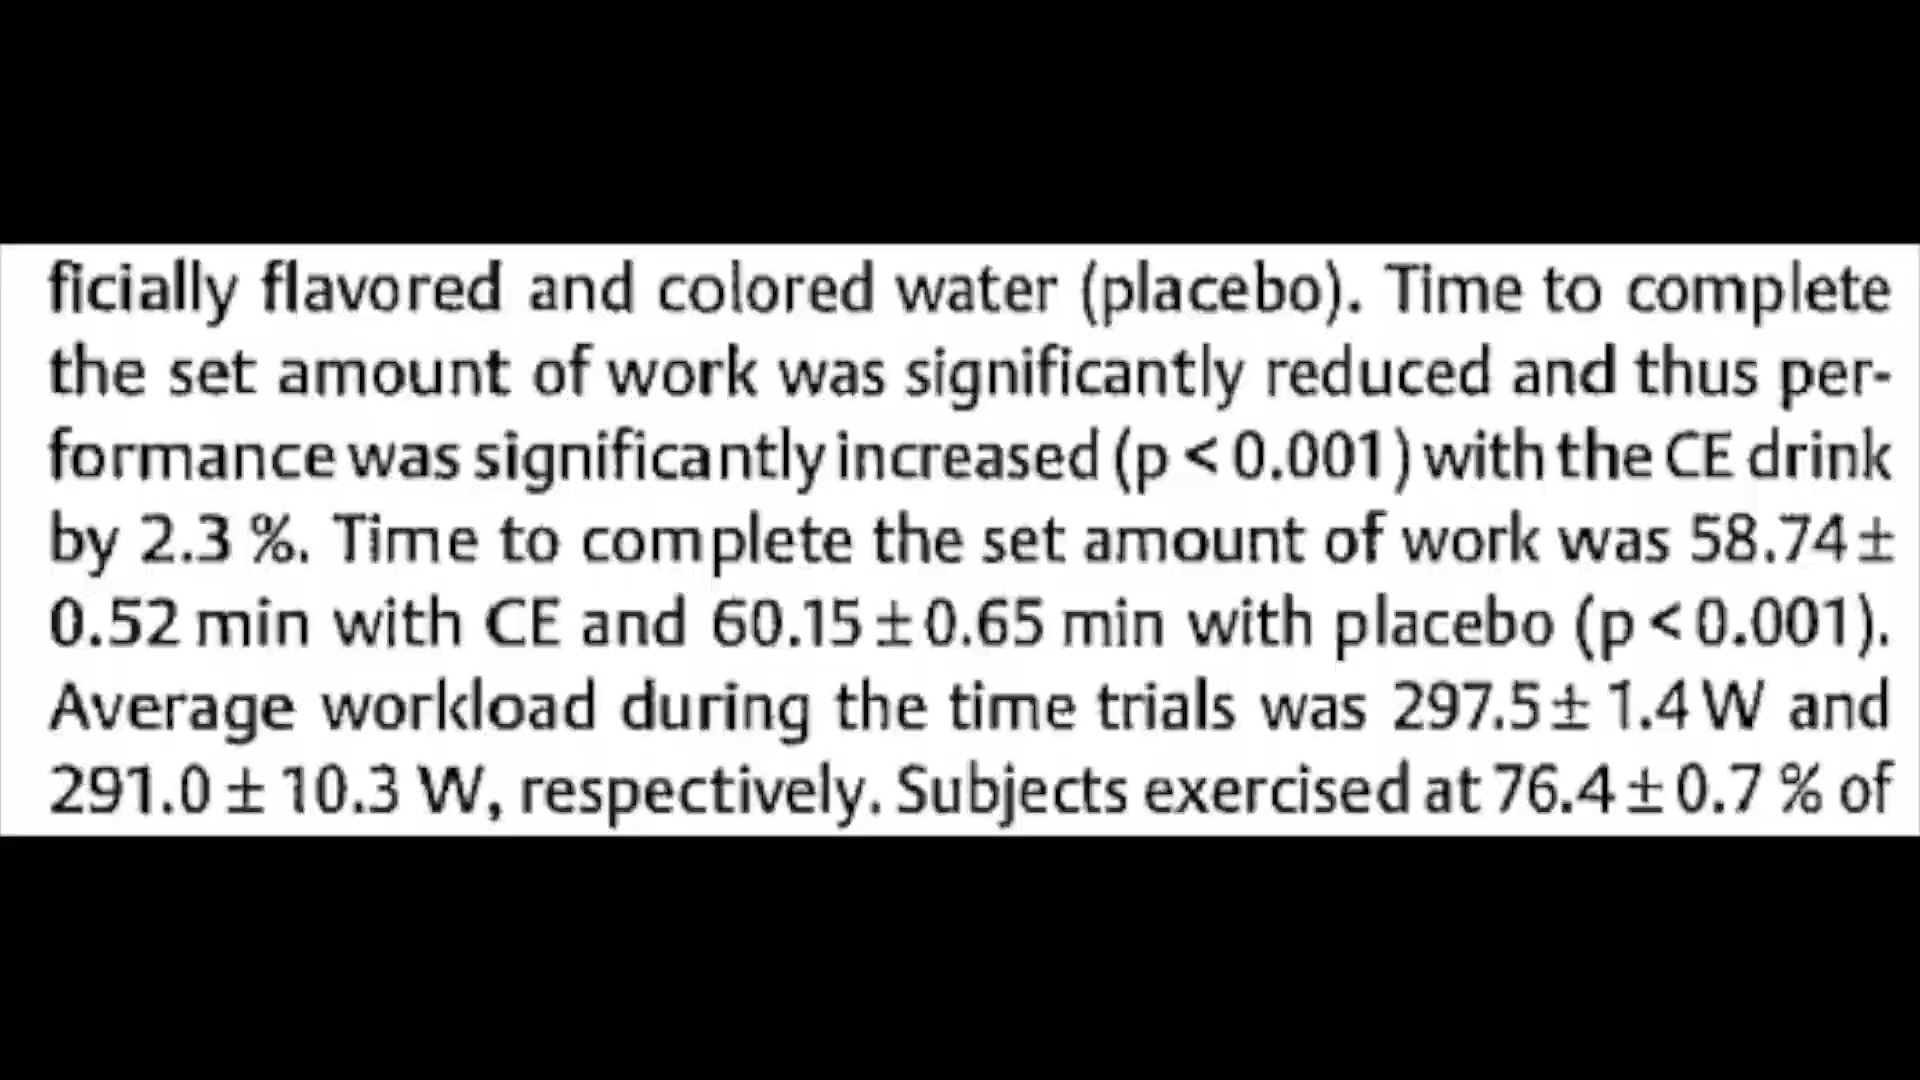 ficially flavored and colored water (placebo). Time to complete
the set amount of work was significantly reduced and thus per-
formance was significantly increased (p < 0.001) with the CE drink
by 2.3 %. Time to complete the set amount of work was 58.74 ±
0.52 min with CE and 60.15 ± 0.65 min with placebo (p < 0.001).
Average workload during the time trials was 297.5 ± 1.4 W and
291.0 ± 10.3 W, respectively. Subjects exercised at 76.4 ± 0.7 % of